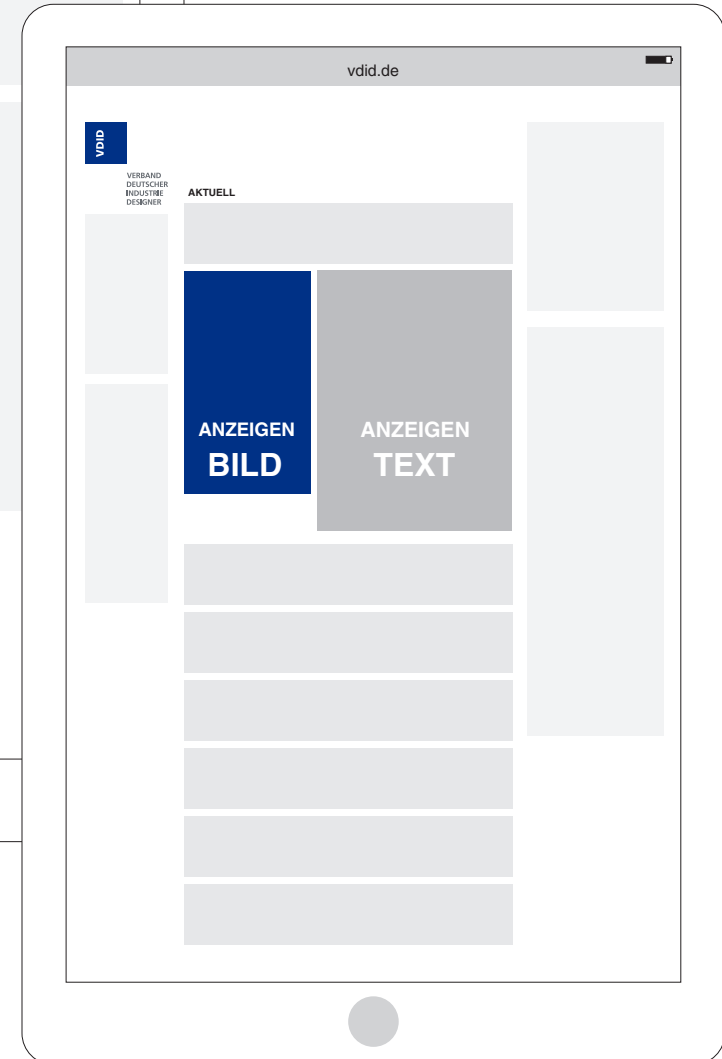 vdid.de
VDID
VERBAND
DEUTSCHER
INDUSTRIE
DESIGNER
AKTUELL
ANZEIGEN
BILD
ANZEIGEN
TEXT